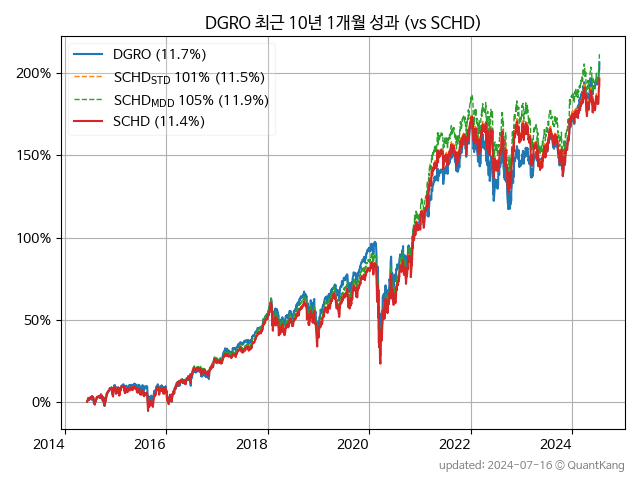 DGRO 최근 10년 1개월 성과 (vs SCHD)
DGRO (11.7%)
SCHD_STD 101% (11.5%)
SCHD_MDD 105% (11.9%)
SCHD (11.4%)
200%
150%
100%
50%
0%
2014 2016 2018 2020 2022 2024
updated: 2024-07-16 © QuantKang